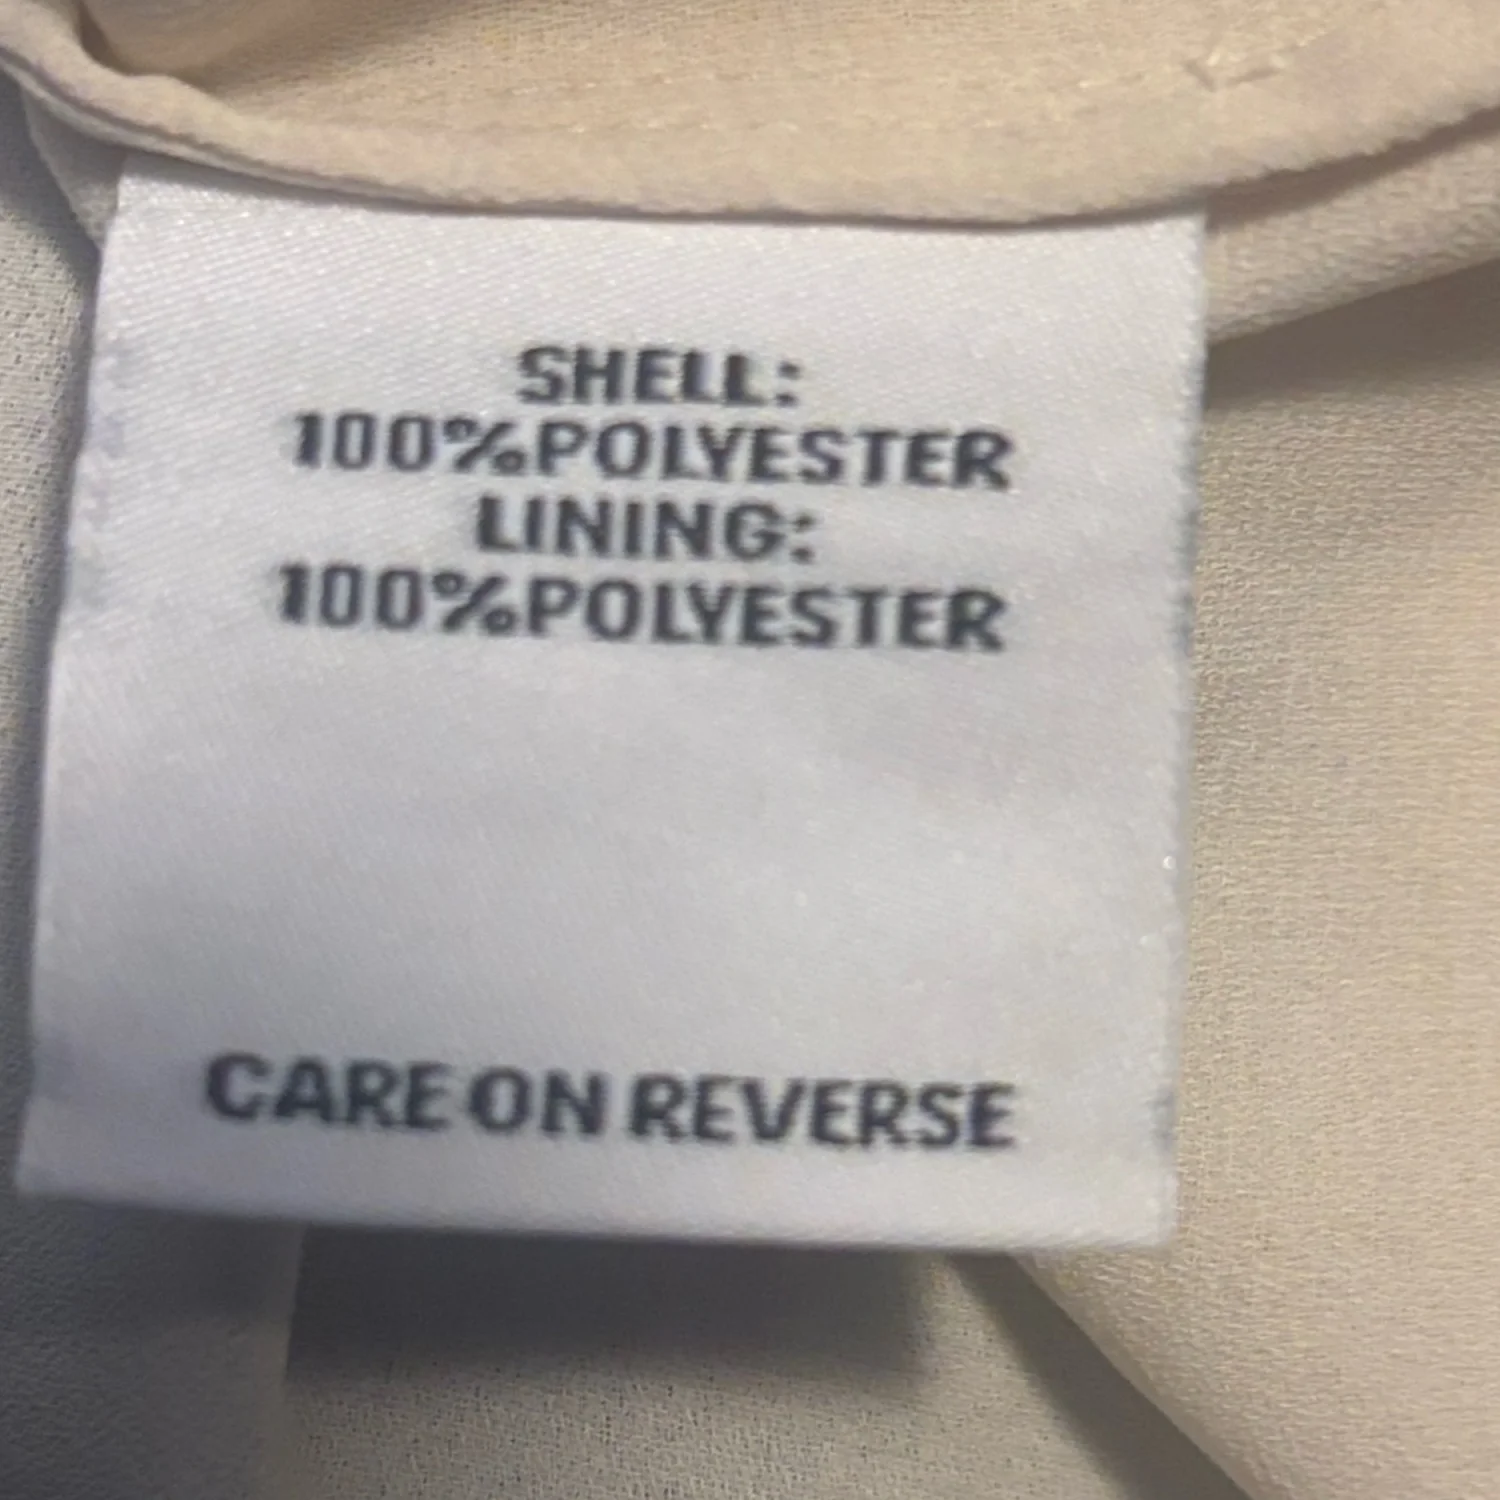 SHELL:
100%POLYESTER
LINING:
100%POLYESTER
CARE ON REVERSE